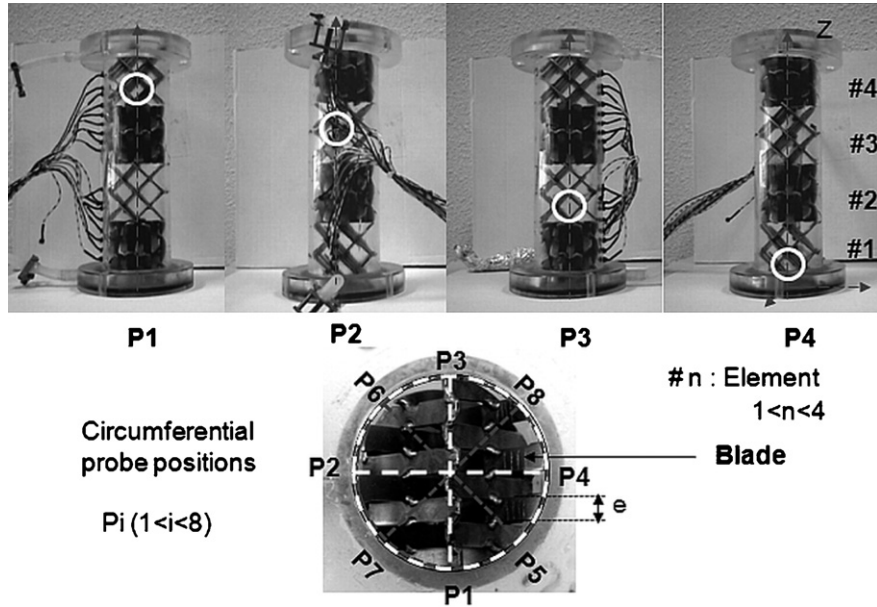 Z
#4
#3
#2
#1
P1
P2
P3
P4
P3
P6
P8
# n : Element
1<n<4
Circumferential
probe positions
P2
P4
Blade
e
Pi (1<i<8)
P7
P5
P1